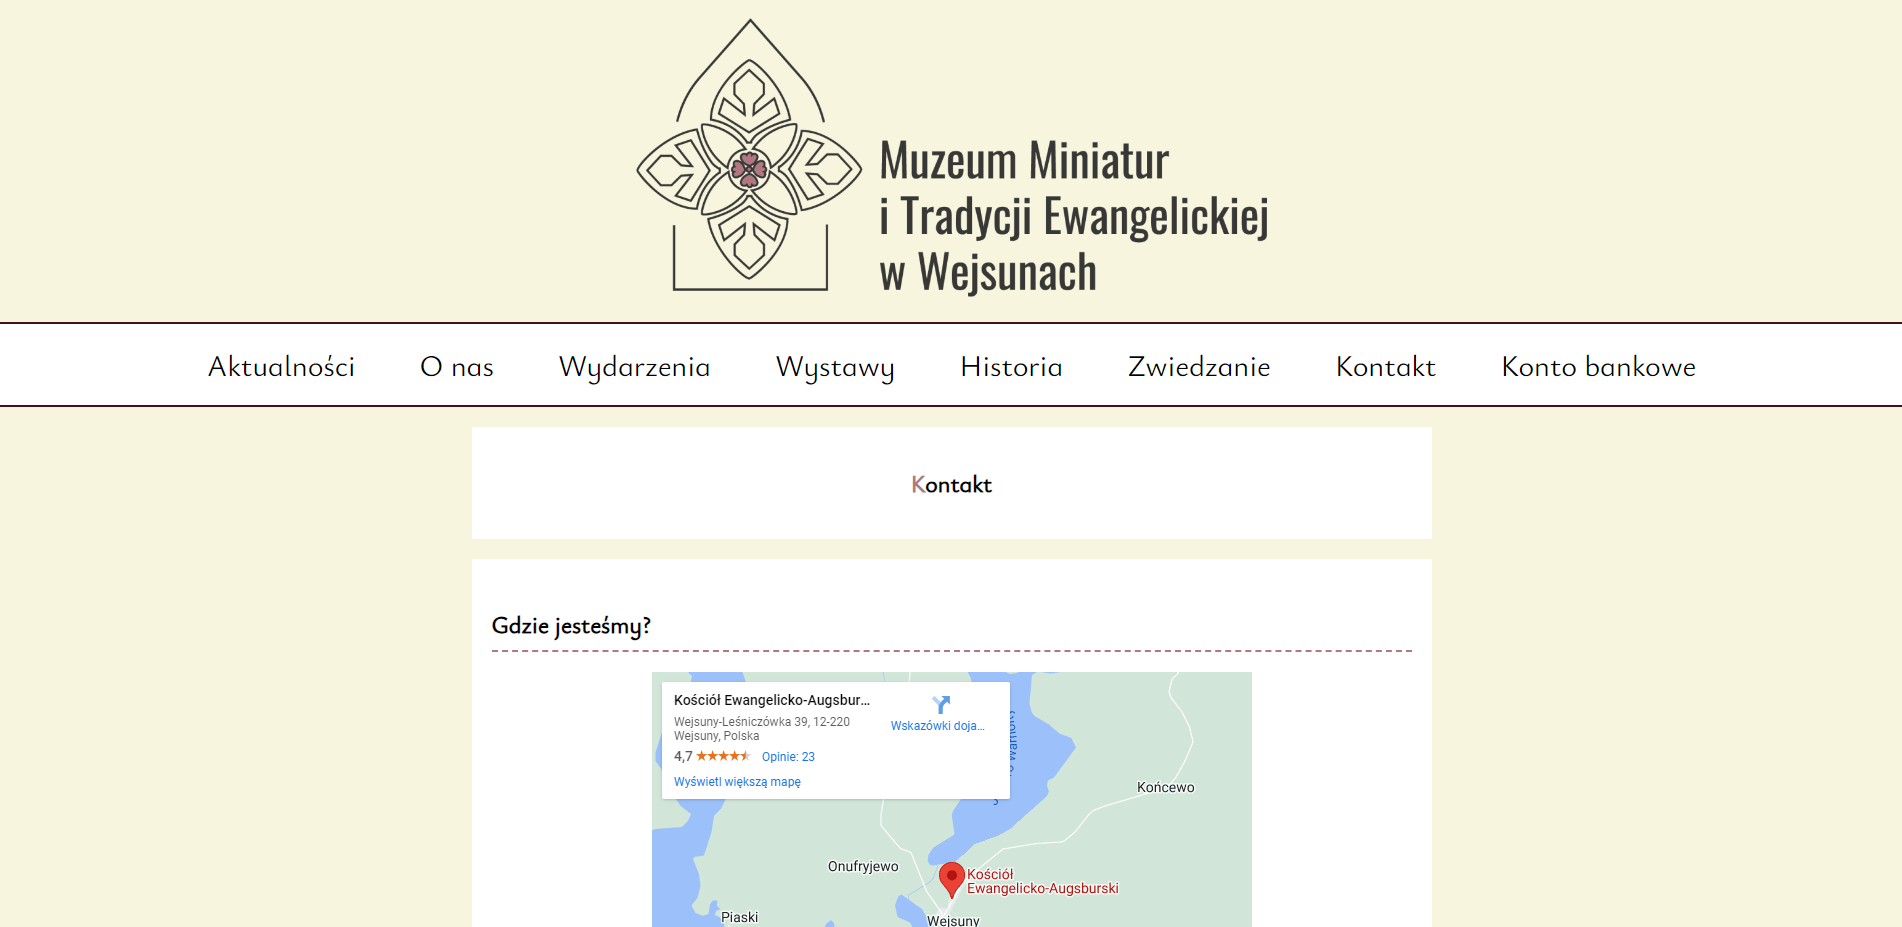 Muzeum Miniatur
i Tradycji Ewangelickiej
w Wejsunach
Aktualności O nas Wydarzenia Wystawy Historia Zwiedzanie Kontakt Konto bankowe
Kontakt
Gdzie jesteśmy?
Kościół Ewangelicko-Augsbur...
Wejsuny-Leśniczówka 39, 12-220
Wejsuny, Polska
Wskazówki doja...
4,7 Opinie: 23
Wyświetl większą mapę
Końcewo
Onufryjewo
Kościół
Ewangelicko-Augsburski
Piaski
Wejsuny